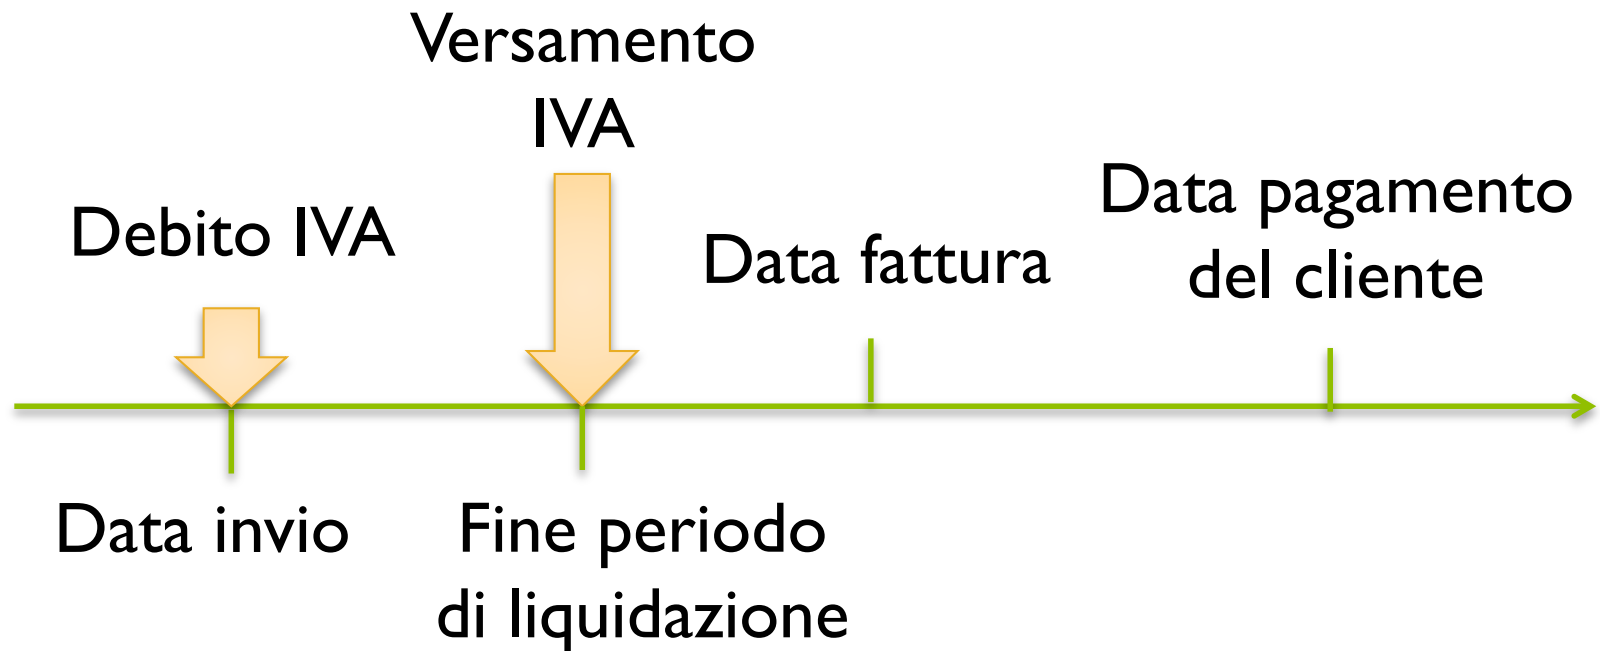 Versamento
IVA
Debito IVA
Data fattura
Data pagamento
del cliente
Data invio
Fine periodo
di liquidazione